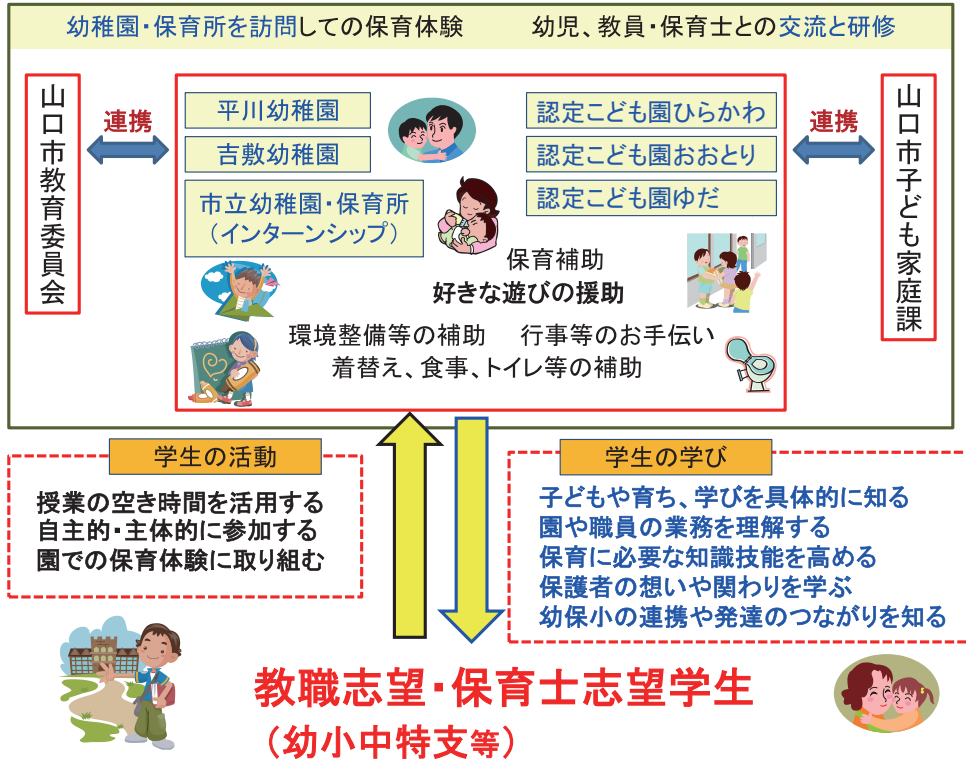 幼稚園・保育所を訪問しての保育体験　　幼児、教員・保育士との交流と研修
山口市教育委員会
連携
平川幼稚園
吉敷幼稚園
市立幼稚園・保育所
（インターンシップ）
認定こども園ひらかわ
認定こども園おおとり
認定こども園ゆだ
連携
山口市子ども家庭課
保育補助
好きな遊びの援助
環境整備等の補助　行事等のお手伝い
着替え、食事、トイレ等の補助
学生の活動
授業の空き時間を活用する
自主的・主体的に参加する
園での保育体験に取り組む
学生の学び
子どもや育ち、学びを具体的に知る
園や職員の業務を理解する
保育に必要な知識技能を高める
保護者の想いや関わりを学ぶ
幼保小の連携や発達のつながりを知る
教職志望・保育士志望学生
（幼小中特支等）